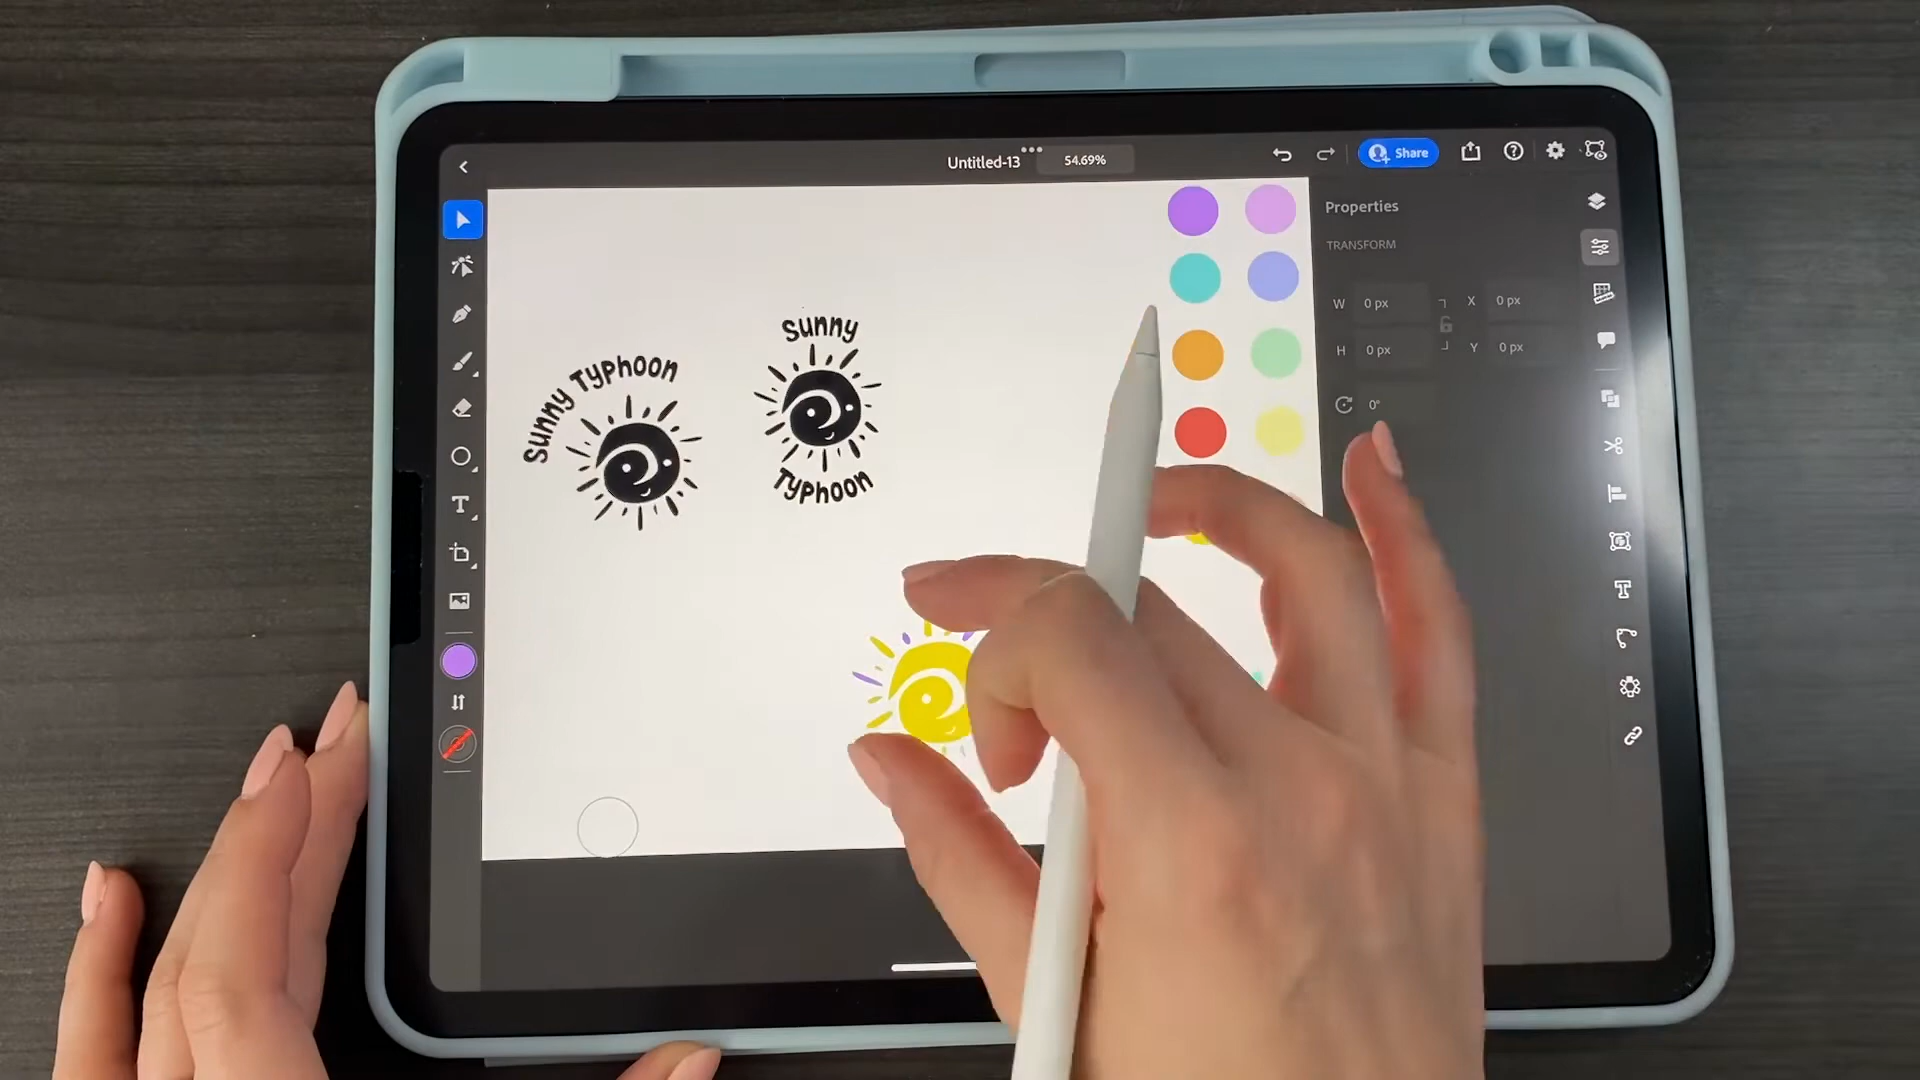 Untitled-13
54.69%
Share
Properties
TRANSFORM
W 0 px
X 0 px
H 0 px
Y 0 px
0°
Sunny Typhoon
Sunny
Typhoon